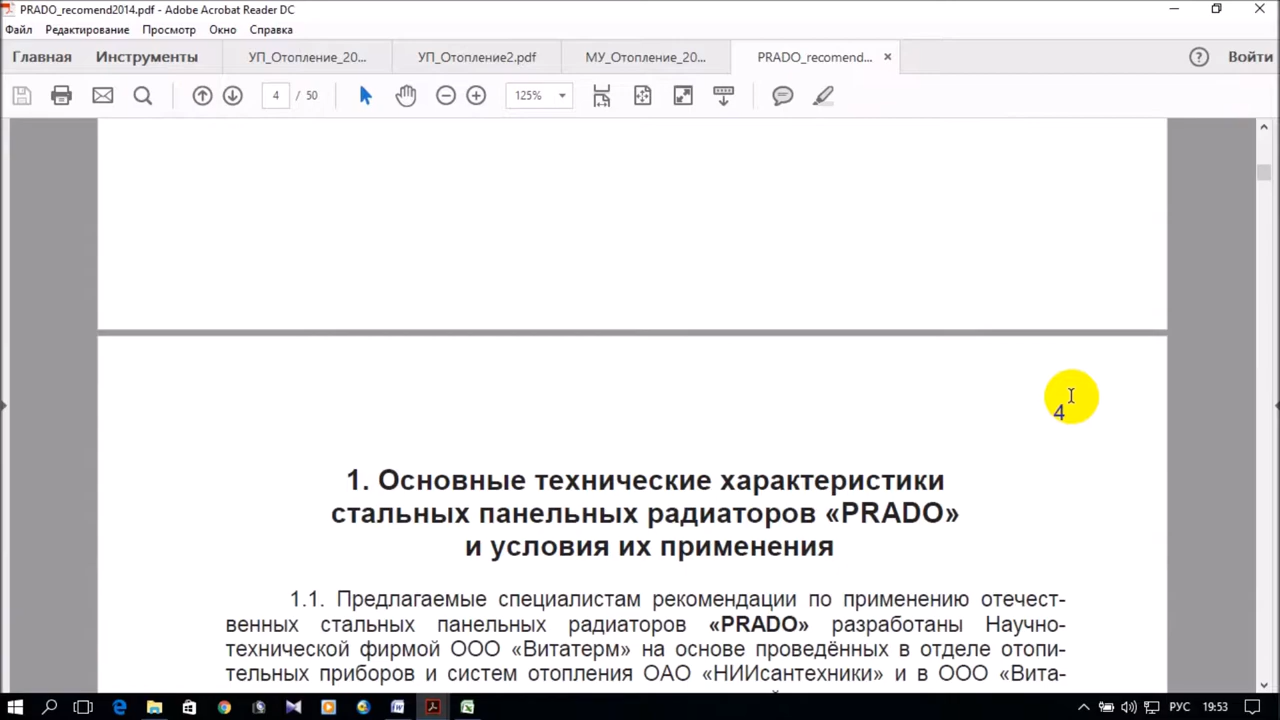 PRADO_recomend2014.pdf - Adobe Acrobat Reader DC
Файл Редактирование Просмотр Окно Справка
Главная Инструменты УП_Отопление_20... УП_Отопление2.pdf МУ_Отопление_20... PRADO_recomend... Войти
4 / 50 125%
4
1. Основные технические характеристики
стальных панельных радиаторов «PRADO»
и условия их применения
1.1. Предлагаемые специалистам рекомендации по применению отечест-
венных стальных панельных радиаторов «PRADO» разработаны Научно-
технической фирмой ООО «Витатерм» на основе проведённых в отделе отопи-
тельных приборов и систем отопления ОАО «НИИсантехники» и в ООО «Вита-
РУС 19:53